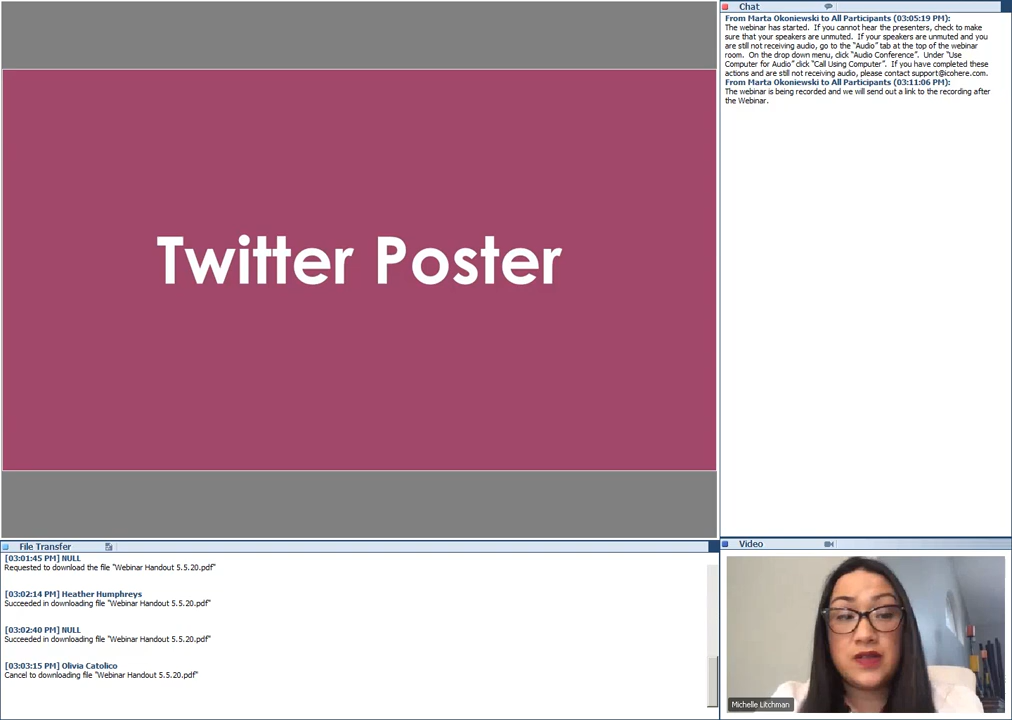 Twitter Poster
Chat
From Marta Okoniewski to All Participants (03:05:19 PM):
The webinar has started.  If you cannot hear the presenters, check to make
sure that your speakers are unmuted.  If your speakers are unmuted and you
are still not receiving audio, go to the "Audio" tab at the top of the webinar
room.  On the drop down menu, click "Audio Conference".  Under "Use
Computer for Audio" click "Call Using Computer".  If you have completed these
actions and are still not receiving audio, please contact support@icohere.com.
From Marta Okoniewski to All Participants (03:11:06 PM):
The webinar is being recorded and we will send out a link to the recording after
the Webinar.
File Transfer
[03:01:45 PM] NULL
Requested to download the file "Webinar Handout 5.5.20.pdf"
[03:02:14 PM] Heather Humphreys
Succeeded in downloading file "Webinar Handout 5.5.20.pdf"
[03:02:40 PM] NULL
Succeeded in downloading file "Webinar Handout 5.5.20.pdf"
[03:03:15 PM] Olivia Catolico
Cancel to downloading file "Webinar Handout 5.5.20.pdf"
Video
Michelle Litchman